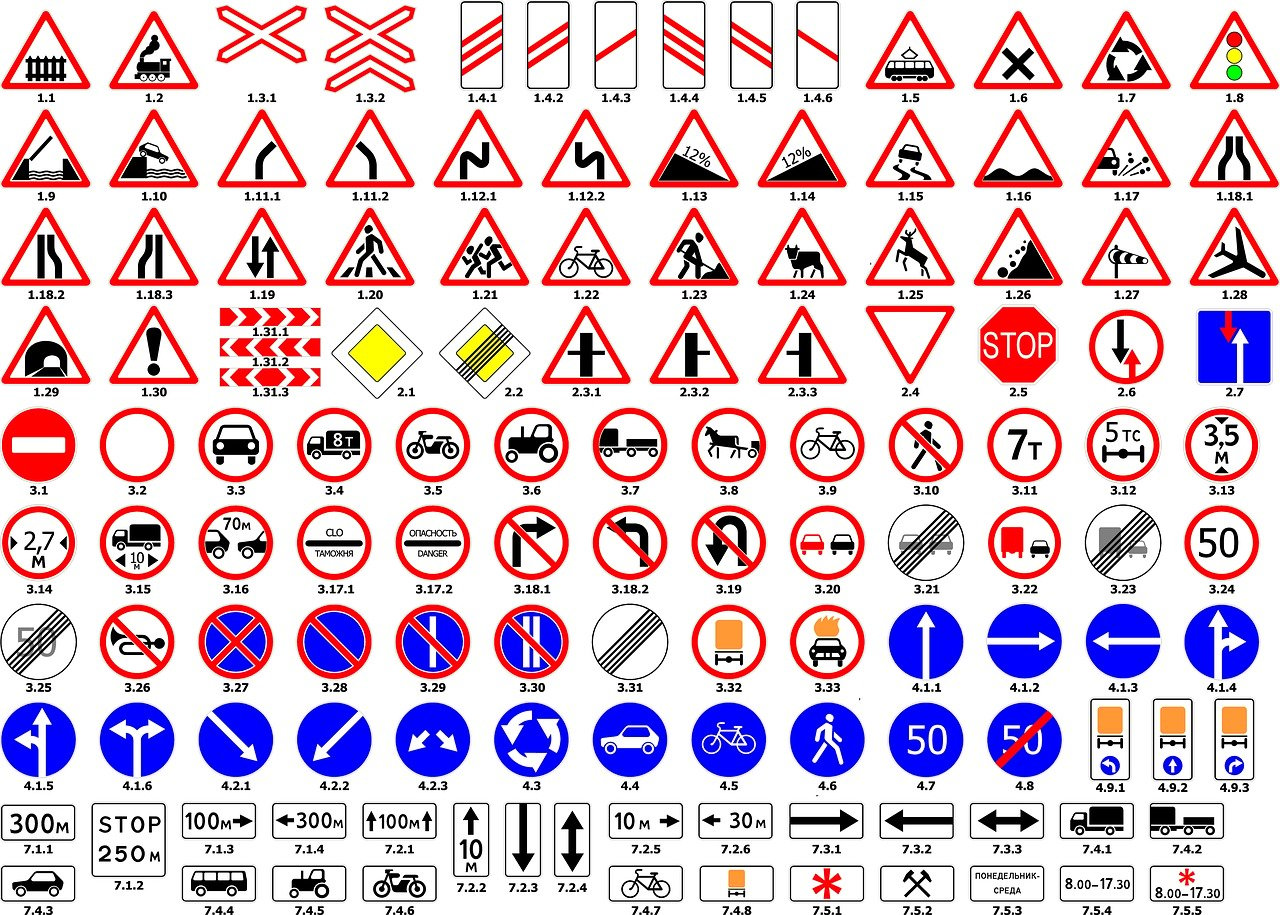 1.1 1.2 1.3.1 1.3.2 1.4.1 1.4.2 1.4.3 1.4.4 1.4.5 1.4.6 1.5 1.6 1.7 1.8
12% 12%
1.9 1.10 1.11.1 1.11.2 1.12.1 1.12.2 1.13 1.14 1.15 1.16 1.17 1.18.1
1.18.2 1.18.3 1.19 1.20 1.21 1.22 1.23 1.24 1.25 1.26 1.27 1.28
1.31.1
STOP
1.31.2
1.29 1.30 1.31.3 2.1 2.2 2.3.1 2.3.2 2.3.3 2.4 2.5 2.6 2.7
8т 7т 5тс 3,5 м
3.1 3.2 3.3 3.4 3.5 3.6 3.7 3.8 3.9 3.10 3.11 3.12 3.13
2,7 м 10 м 70м CLO ТАМОЖНЯ ОПАСНОСТЬ DANGER 50
3.14 3.15 3.16 3.17.1 3.17.2 3.18.1 3.18.2 3.19 3.20 3.21 3.22 3.23 3.24
50
3.25 3.26 3.27 3.28 3.29 3.30 3.31 3.32 3.33 4.1.1 4.1.2 4.1.3 4.1.4
50 50
4.1.5 4.1.6 4.2.1 4.2.2 4.2.3 4.3 4.4 4.5 4.6 4.7 4.8 4.9.1 4.9.2 4.9.3
300м STOP 250 м 100м 300м 100м 10 м 10 м 30 м
7.1.1 7.1.2 7.1.3 7.1.4 7.2.1 7.2.2 7.2.3 7.2.4 7.2.5 7.2.6 7.3.1 7.3.2 7.3.3 7.4.1 7.4.2
ПОНЕДЕЛЬНИК-
СРЕДА
8.00-17.30 8.00-17.30
7.4.3 7.4.4 7.4.5 7.4.6 7.4.7 7.4.8 7.5.1 7.5.2 7.5.3 7.5.4 7.5.5